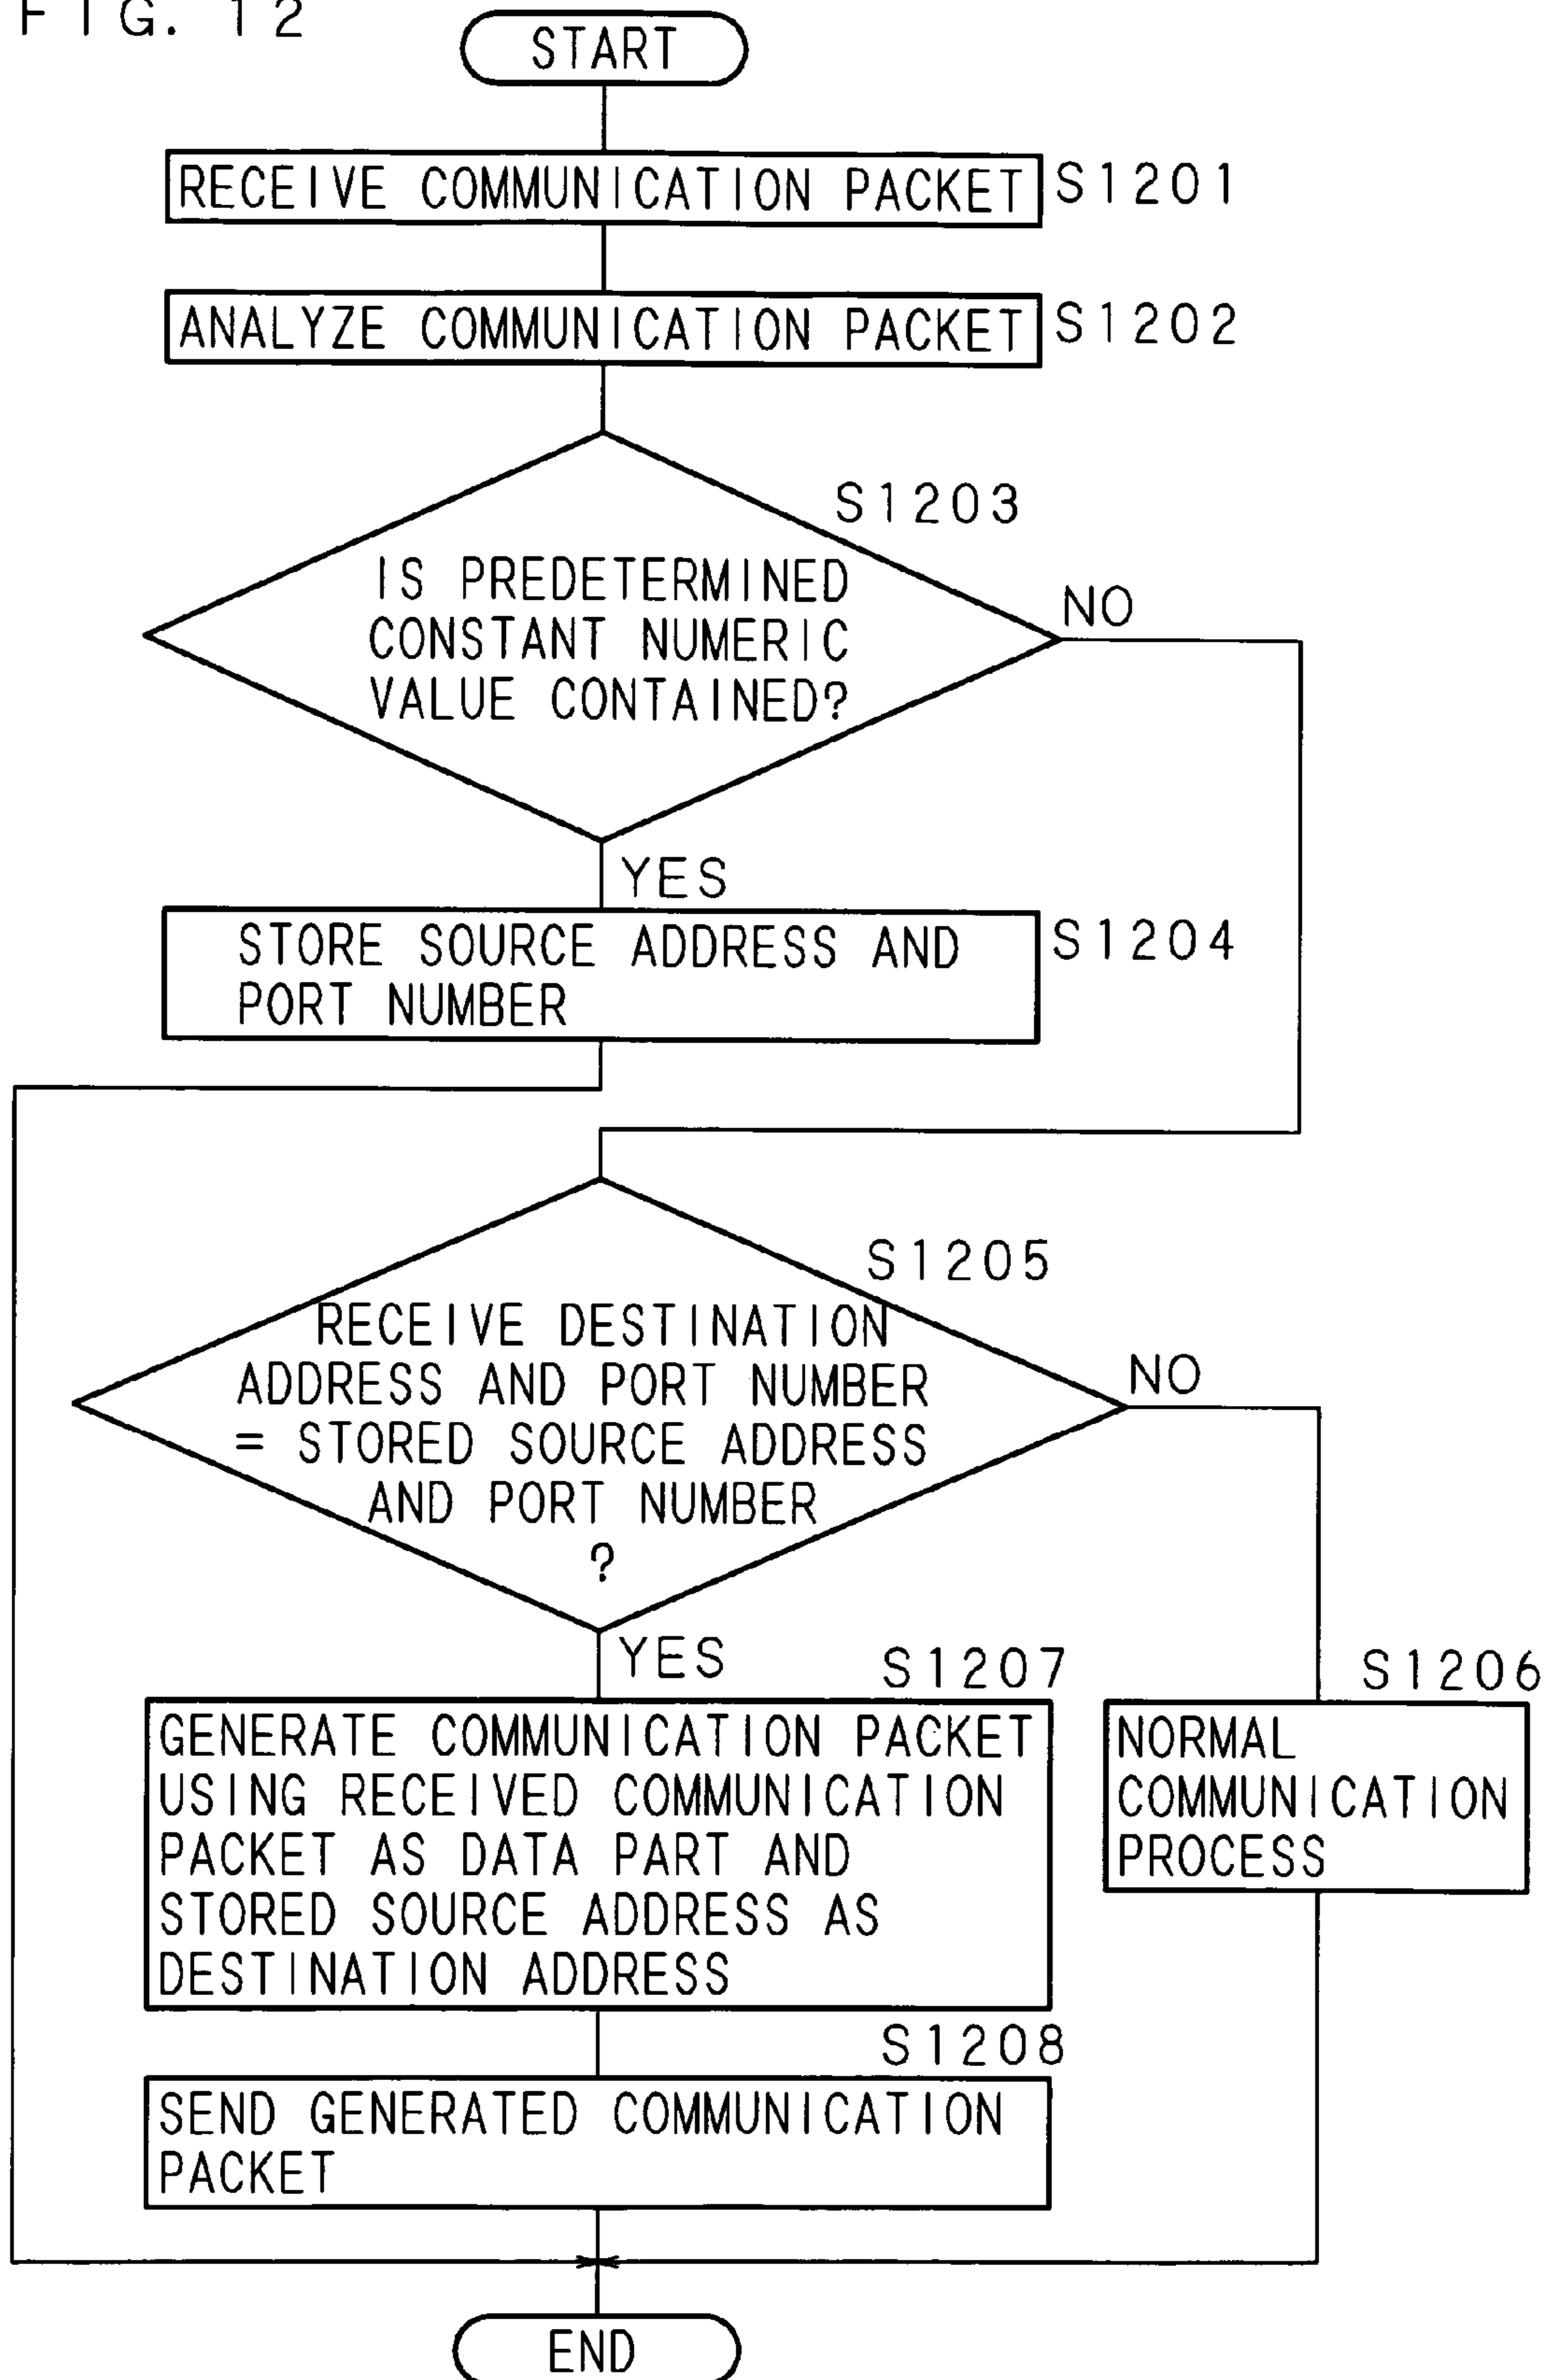 FIG. 12
START
RECEIVE COMMUNICATION PACKET
S1201
ANALYZE COMMUNICATION PACKET
S1202
S1203
IS PREDETERMINED
CONSTANT NUMERIC
VALUE CONTAINED?
NO
YES
STORE SOURCE ADDRESS AND
PORT NUMBER
S1204
S1205
RECEIVE DESTINATION
ADDRESS AND PORT NUMBER
= STORED SOURCE ADDRESS
AND PORT NUMBER
?
NO
YES
S1207
GENERATE COMMUNICATION PACKET
USING RECEIVED COMMUNICATION
PACKET AS DATA PART AND
STORED SOURCE ADDRESS AS
DESTINATION ADDRESS
S1206
NORMAL
COMMUNICATION
PROCESS
S1208
SEND GENERATED COMMUNICATION
PACKET
END